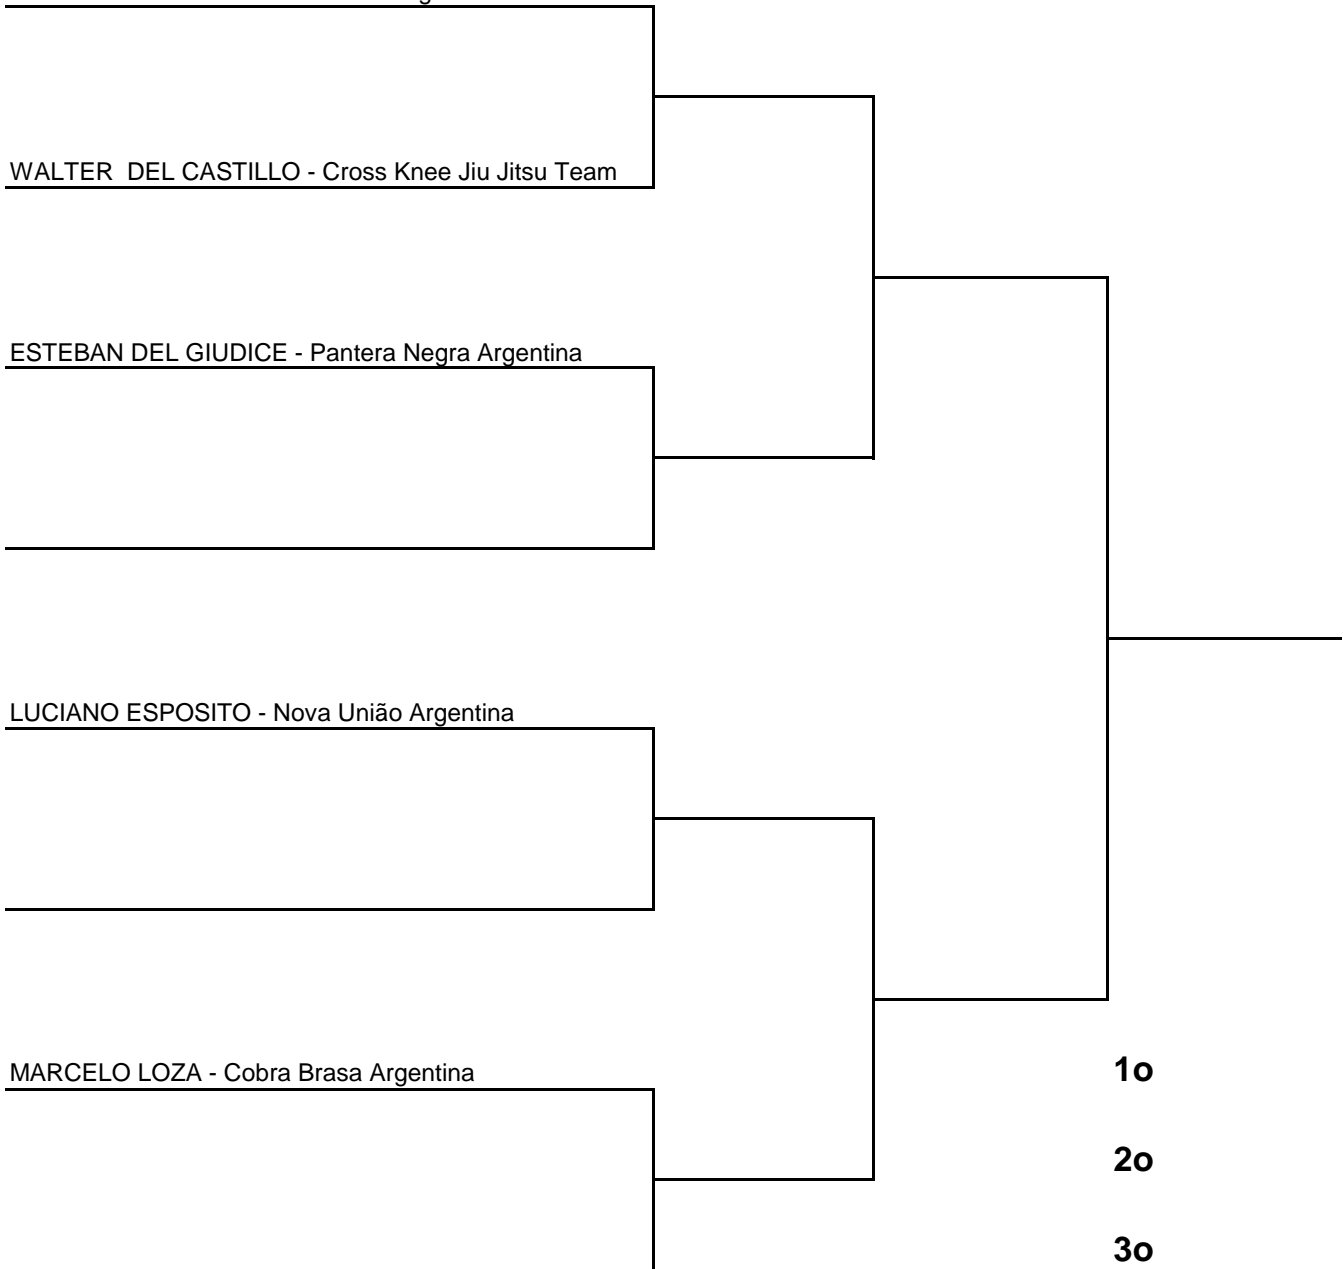 WALTER  DEL CASTILLO - Cross Knee Jiu Jitsu Team
ESTEBAN DEL GIUDICE - Pantera Negra Argentina
LUCIANO ESPOSITO - Nova União Argentina
MARCELO LOZA - Cobra Brasa Argentina
1o
2o
3o